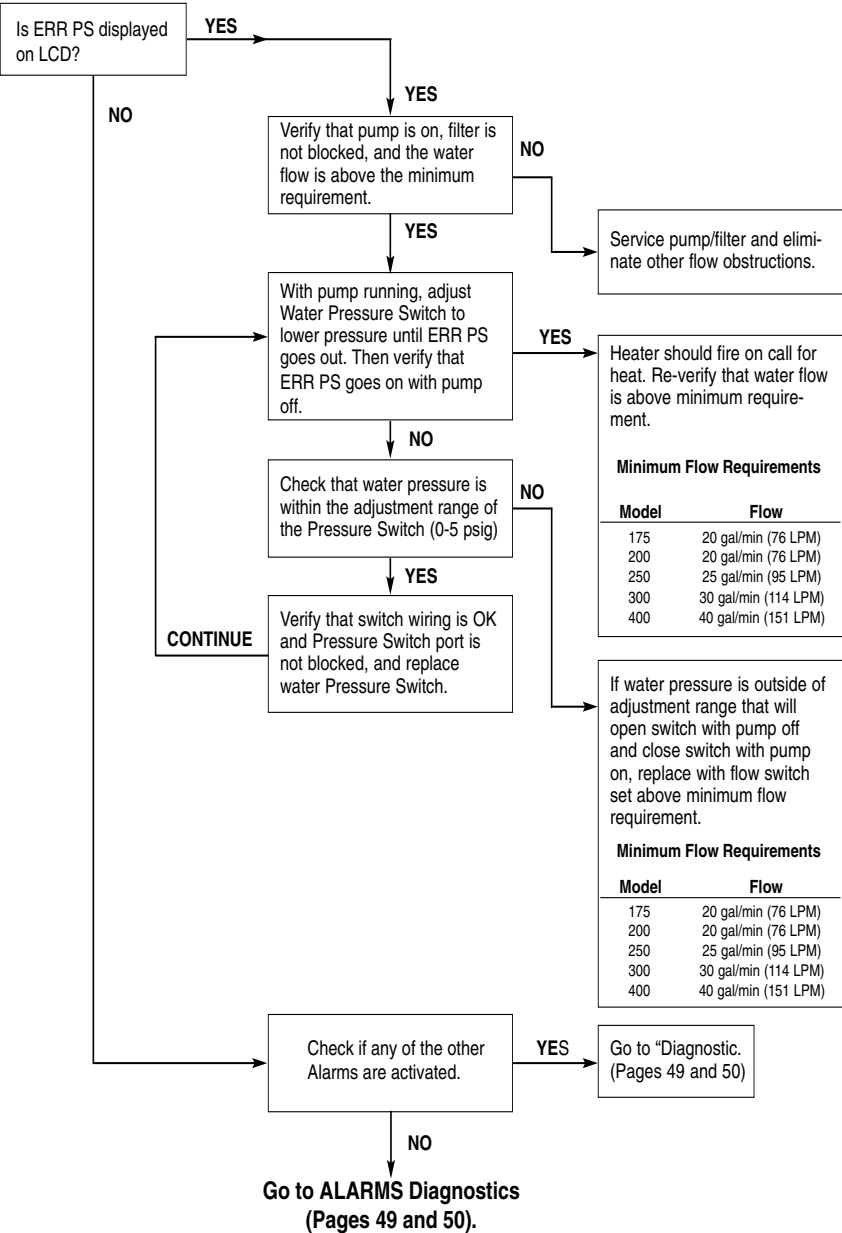 Is ERR PS displayed
on LCD?
YES
NO
YES
Verify that pump is on, filter is
not blocked, and the water
flow is above the minimum
requirement.
NO
Service pump/filter and elimi-
nate other flow obstructions.
YES
With pump running, adjust
Water Pressure Switch to
lower pressure until ERR PS
goes out. Then verify that
ERR PS goes on with pump
off.
YES
Heater should fire on call for
heat. Re-verify that water flow
is above minimum require-
ment.
Minimum Flow Requirements
Model Flow
175 20 gal/min (76 LPM)
200 20 gal/min (76 LPM)
250 25 gal/min (95 LPM)
300 30 gal/min (114 LPM)
400 40 gal/min (151 LPM)
NO
Check that water pressure is
within the adjustment range of
the Pressure Switch (0-5 psig)
NO
YES
Verify that switch wiring is OK
and Pressure Switch port is
not blocked, and replace
water Pressure Switch.
CONTINUE
If water pressure is outside of
adjustment range that will
open switch with pump off
and close switch with pump
on, replace with flow switch
set above minimum flow
requirement.
Minimum Flow Requirements
Model Flow
175 20 gal/min (76 LPM)
200 20 gal/min (76 LPM)
250 25 gal/min (95 LPM)
300 30 gal/min (114 LPM)
400 40 gal/min (151 LPM)
Check if any of the other
Alarms are activated.
YES
Go to “Diagnostic.
(Pages 49 and 50)
NO
Go to ALARMS Diagnostics
(Pages 49 and 50).